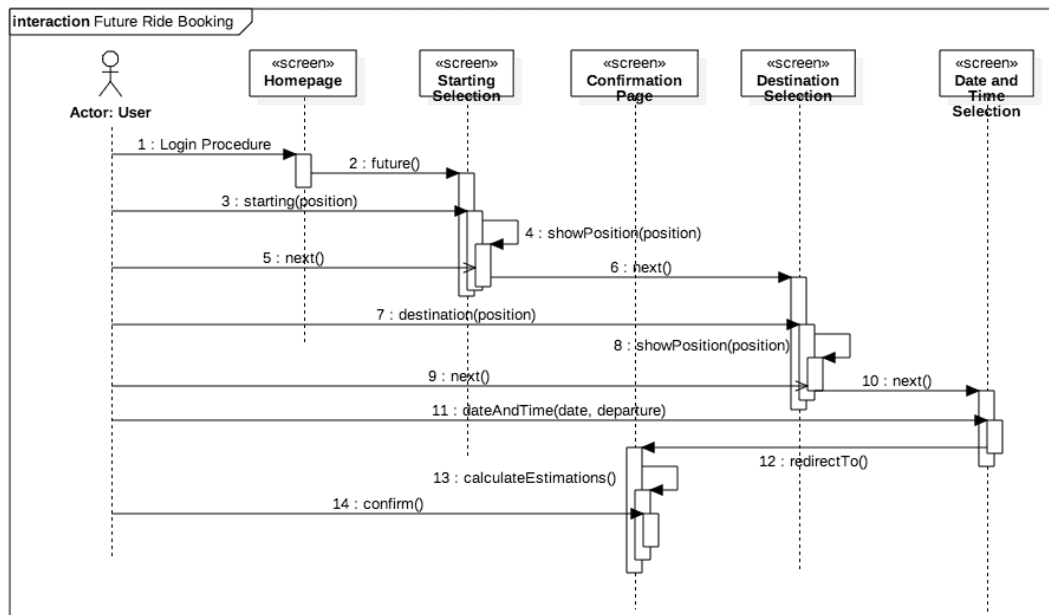 interaction Future Ride Booking
«screen»
Homepage
«screen»
Starting
Selection
«screen»
Confirmation
Page
«screen»
Destination
Selection
«screen»
Date and
Time
Selection
Actor: User
1 : Login Procedure
2 : future()
3 : starting(position)
4 : showPosition(position)
5 : next()
6 : next()
7 : destination(position)
8 : showPosition(position)
9 : next()
10 : next()
11 : dateAndTime(date, departure)
12 : redirectTo()
13 : calculateEstimations()
14 : confirm()